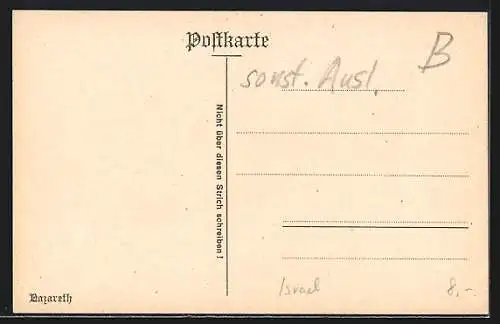 Postkarte
B
sonst. Ausl.
Nicht über diesen Strich schreiben!
Israel
8,-
Nazareth